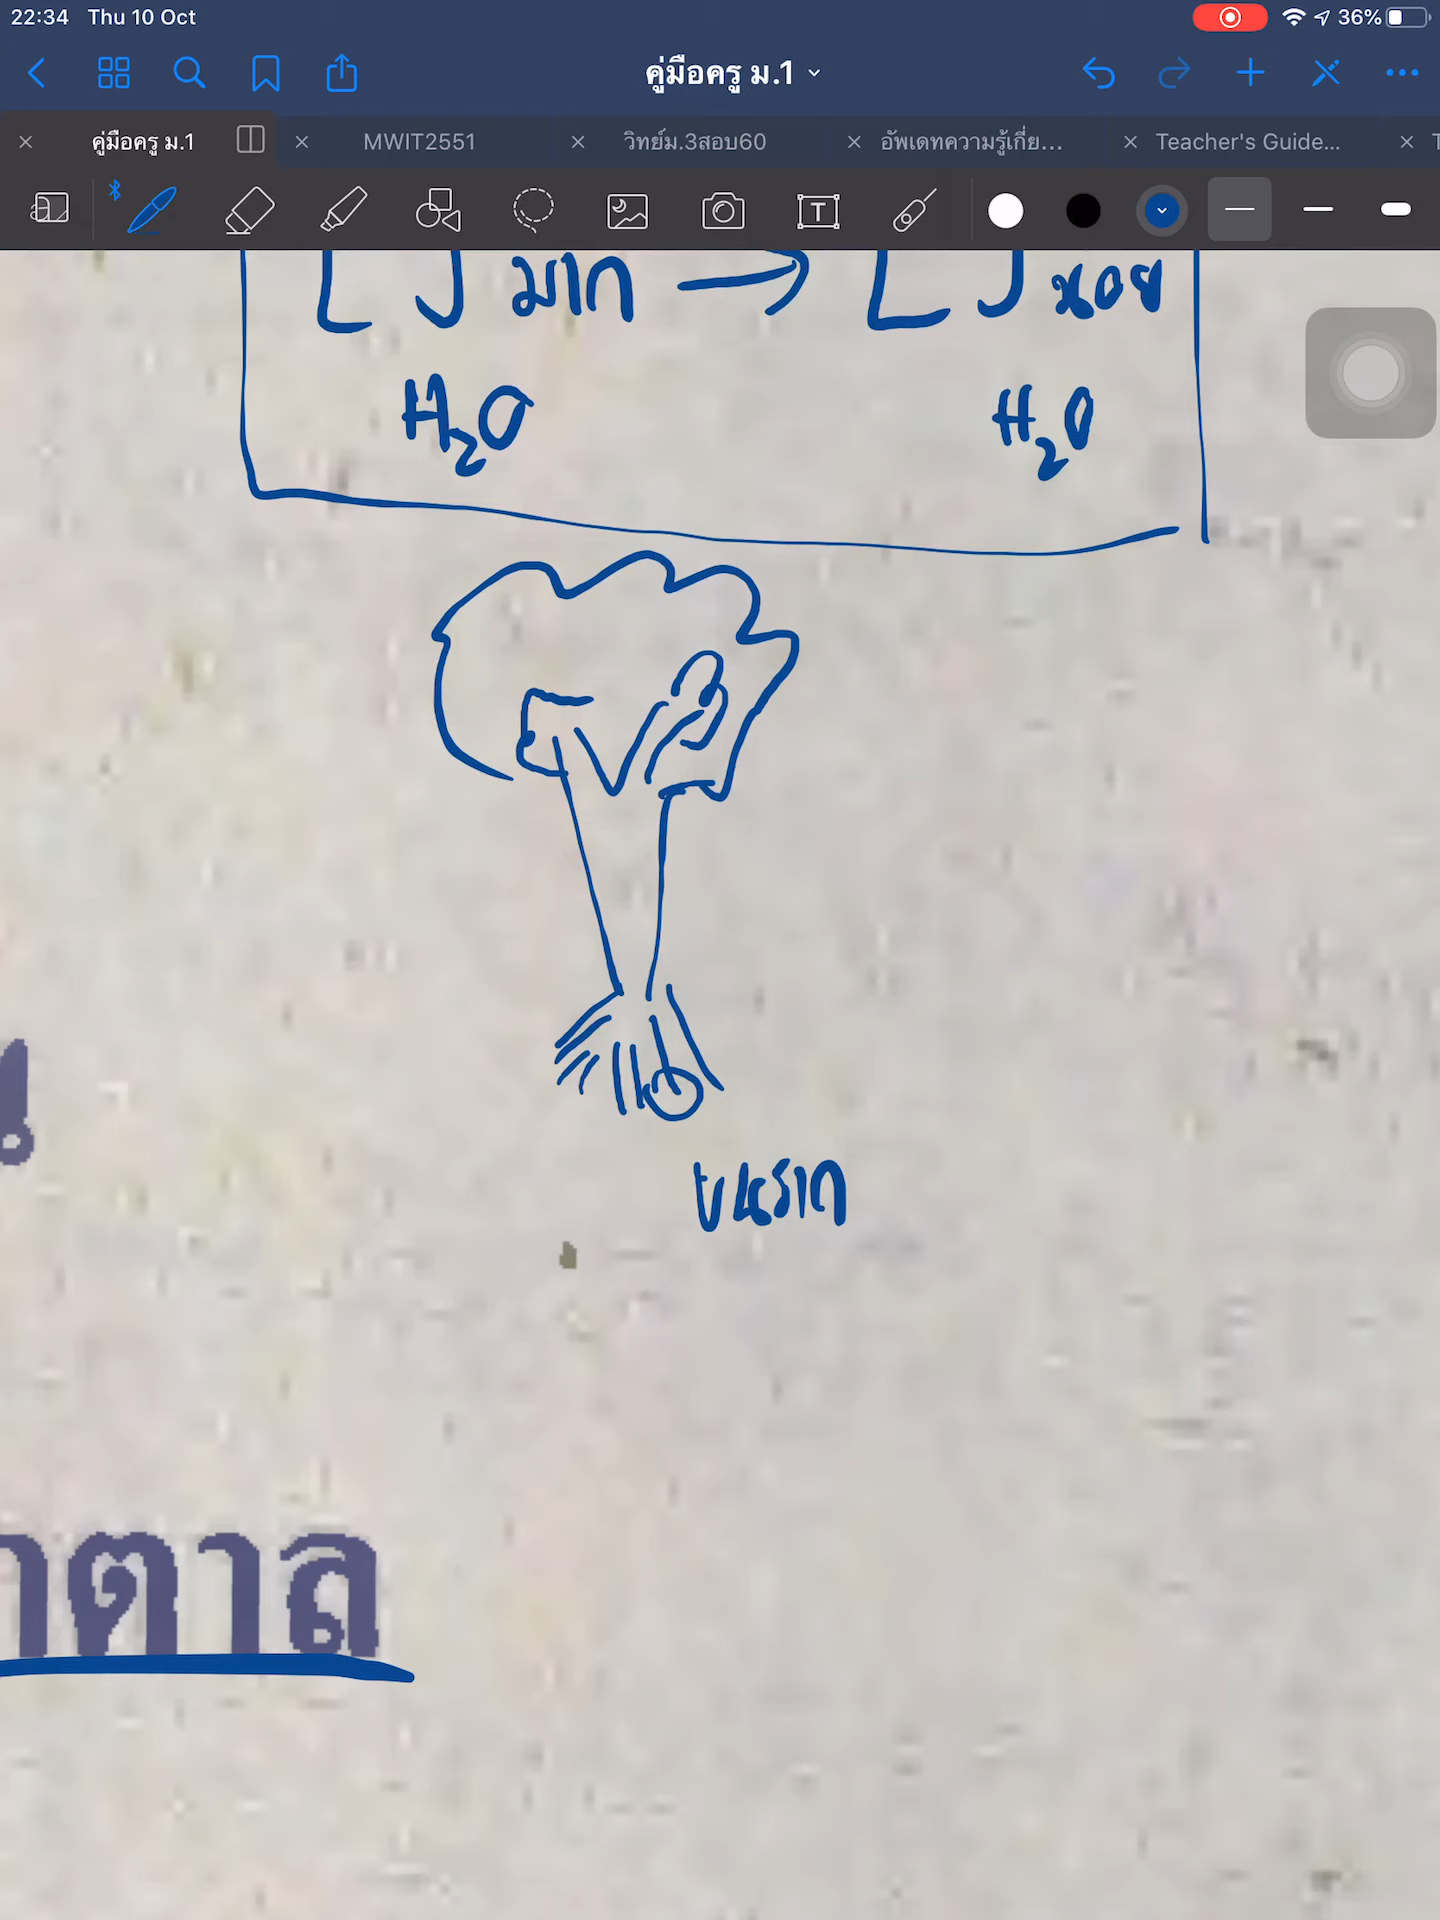 22:34 Thu 10 Oct 36%
คู่มือครู ม.1
คู่มือครู ม.1 MWIT2551 วิทย์ม.3สอบ60 อัพเดทความรู้เกี่ย... Teacher's Guide... T
[ ] มาก → [ ] น้อย
H₂O H₂O
ขนราก
าตาล